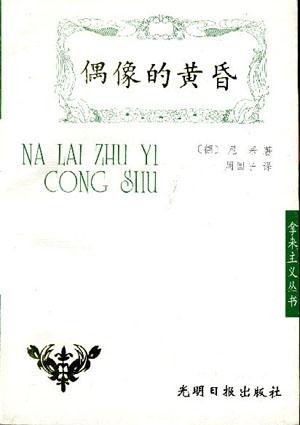 偶像的黄昏
NA LAI ZHU YI
CONG SHU
〔德〕尼采 著
周国平 译
拿来主义丛书
光明日报出版社